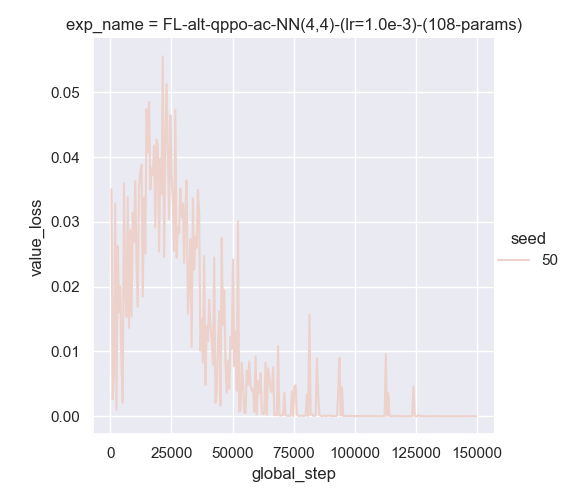 exp_name = FL-alt-qppo-ac-NN(4,4)-(lr=1.0e-3)-(108-params)
0.05
0.04
0.03
0.02
0.01
0.00
value_loss
seed
50
0 25000 50000 75000 100000 125000 150000
global_step